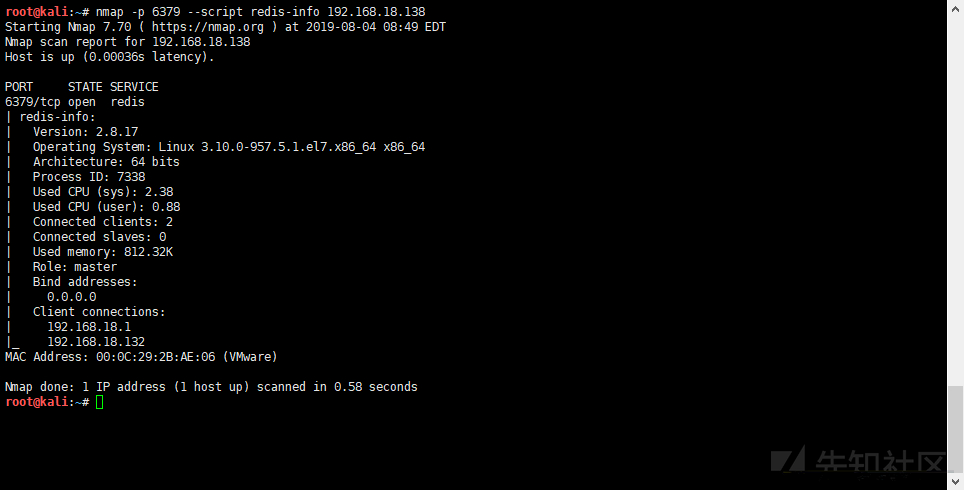 root@kali:~# nmap -p 6379 --script redis-info 192.168.18.138
Starting Nmap 7.70 ( https://nmap.org ) at 2019-08-04 08:49 EDT
Nmap scan report for 192.168.18.138
Host is up (0.00036s latency).
PORT     STATE SERVICE
6379/tcp open  redis
| redis-info:
|   Version: 2.8.17
|   Operating System: Linux 3.10.0-957.5.1.el7.x86_64 x86_64
|   Architecture: 64 bits
|   Process ID: 7338
|   Used CPU (sys): 2.38
|   Used CPU (user): 0.88
|   Connected clients: 2
|   Connected slaves: 0
|   Used memory: 812.32K
|   Role: master
|   Bind addresses:
|     0.0.0.0
|   Client connections:
|     192.168.18.1
|_    192.168.18.132
MAC Address: 00:0C:29:2B:AE:06 (VMware)
Nmap done: 1 IP address (1 host up) scanned in 0.58 seconds
root@kali:~#
先知社区